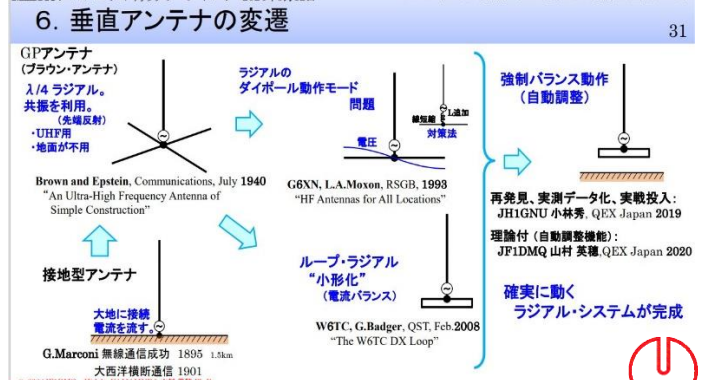 6. 垂直アンテナの変遷
31
GPアンテナ
(ブラウン・アンテナ)
λ/4 ラジアル。
共振を利用。
(先端反射)
・UHF用
・地面が不用
Brown and Epstein, Communications, July 1940
"An Ultra-High Frequency Antenna of
Simple Construction"
接地型アンテナ
大地に接続
電流を流す。
G.Marconi 無線通信成功 1895 1.5km
大西洋横断通信 1901
ラジアルの
ダイポール動作モード
問題
電圧
線短縮
L追加
対策法
G6XN, L.A.Moxon, RSGB, 1993
"HF Antennas for All Locations"
ループ・ラジアル
"小形化"
(電流バランス)
W6TC, G.Badger, QST, Feb.2008
"The W6TC DX Loop"
強制バランス動作
(自動調整)
再発見、実測データ化、実戦投入:
JH1GNU 小林秀, QEX Japan 2019
理論付 (自動調整機能):
JF1DMQ 山村 英穂, QEX Japan 2020
確実に動く
ラジアル・システムが完成